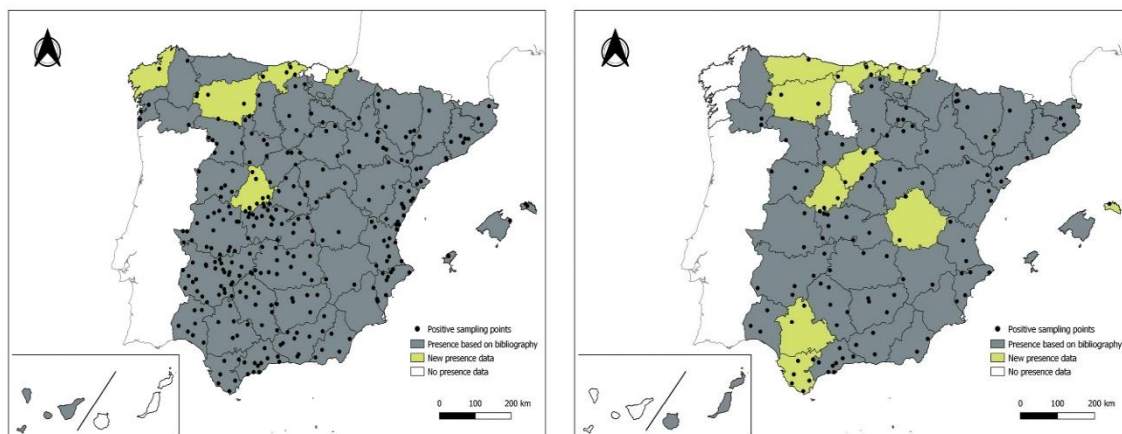 Positive sampling points
Presence based on bibliography
New presence data
No presence data
0 100 200 km
Positive sampling points
Presence based on bibliography
New presence data
No presence data
0 100 200 km